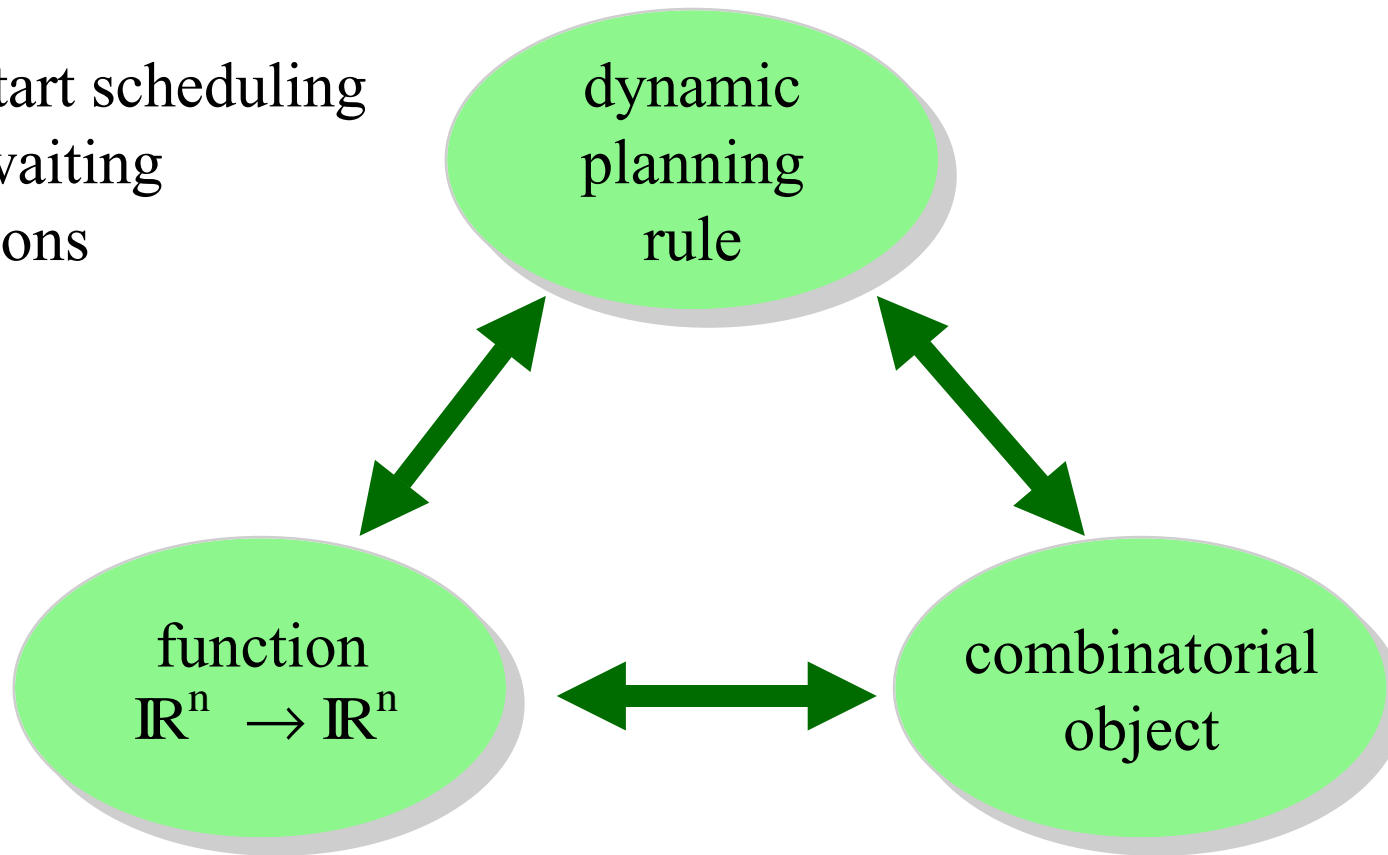 tart scheduling
vaiting
ons
dynamic
planning
rule
function
ℝⁿ → ℝⁿ
combinatorial
object